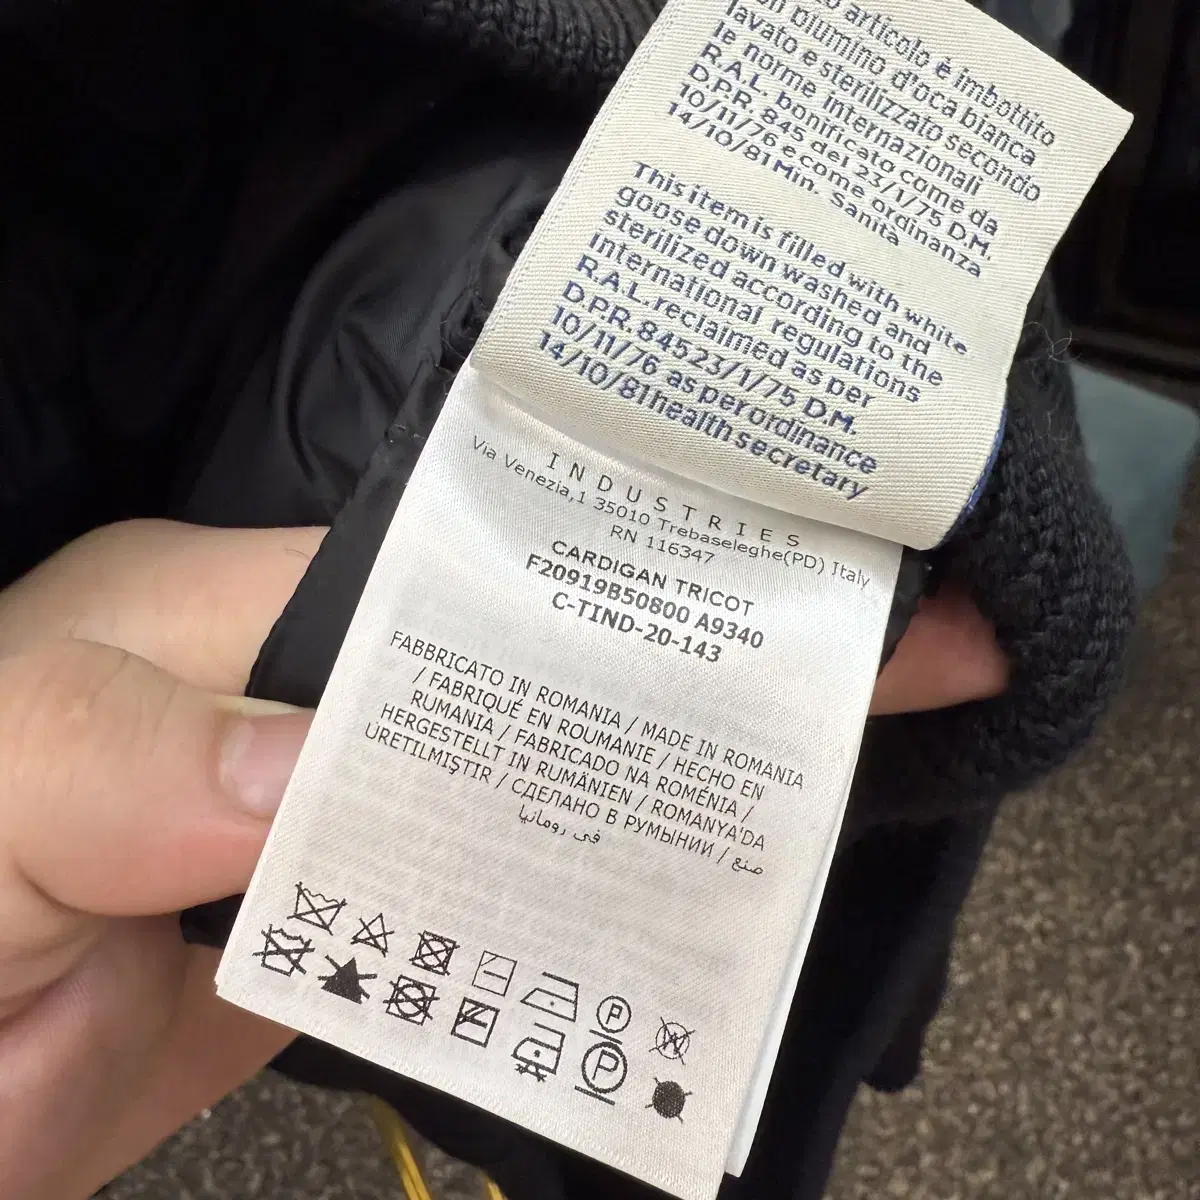 articolo è imbottito
piumino d'oca bianca
lavato e sterilizzato secondo
le norme internazionali
R.A.L. bonificato come da
D.P.R. 845 del 23/1/75 D.M.
10/11/76 e come ordinanza
14/10/81 Min. Sanità
This item is filled with white
goose down washed and
sterilized according to the
international regulations
R.A.L. reclaimed as per
D.P.R. 845 23/1/75 D.M.
10/11/76 as per ordinance
14/10/81 health secretary
INDUSTRIES
Via Venezia,1 35010 Trebaseleghe(PD) Italy
RN 116347
CARDIGAN TRICOT
F20919B50800 A9340
C-TIND-20-143
FABBRICATO IN ROMANIA / MADE IN ROMANIA
/ FABRIQUÉ EN ROUMANIE / HECHO EN
RUMANIA / FABRICADO NA ROMÉNIA /
HERGESTELLT IN RUMÄNIEN / ROMANYA'DA
ÜRETILMIŞTIR / СДЕЛАНО В РУМЫНИИ / صنع
في رومانيا
P
W
P